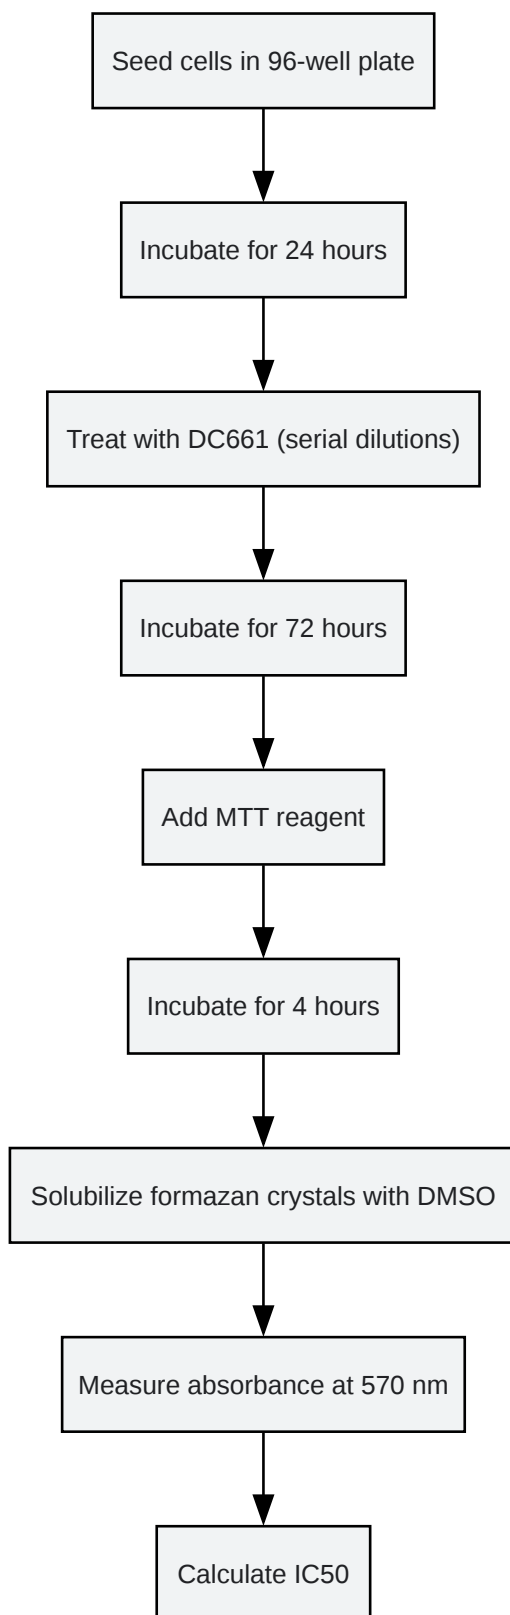 Seed cells in 96-well plate
Incubate for 24 hours
Treat with DC661 (serial dilutions)
Incubate for 72 hours
Add MTT reagent
Incubate for 4 hours
Solubilize formazan crystals with DMSO
Measure absorbance at 570 nm
Calculate IC50